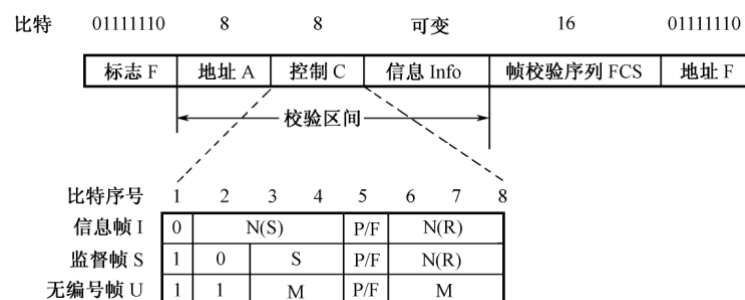 比特 01111110 8 8 可变 16 01111110
标志 F 地址 A 控制 C 信息 Info 帧校验序列 FCS 地址 F
校验区间
比特序号 1 2 3 4 5 6 7 8
信息帧 I 0 N(S) P/F N(R)
监督帧 S 1 0 S P/F N(R)
无编号帧 U 1 1 M P/F M